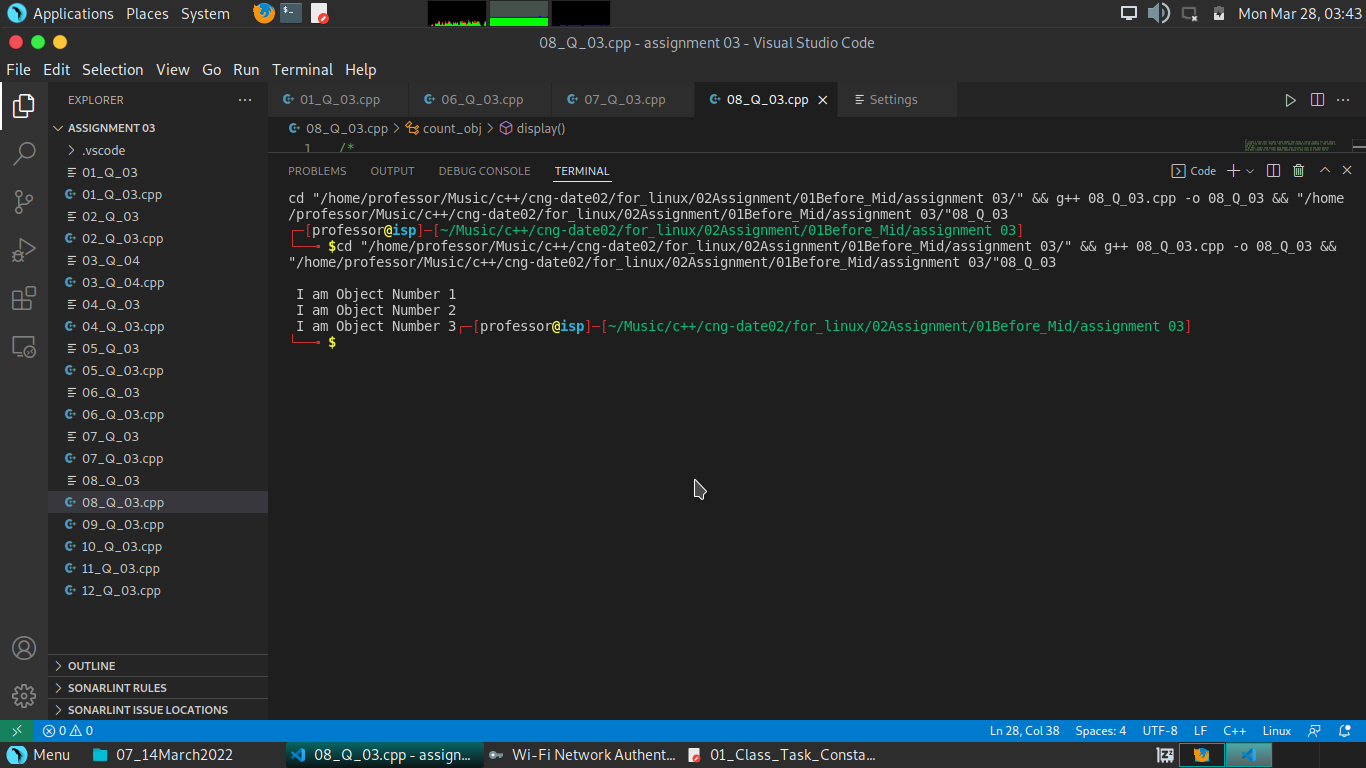 Applications Places System
Mon Mar 28, 03:43
08_Q_03.cpp - assignment 03 - Visual Studio Code
File Edit Selection View Go Run Terminal Help
EXPLORER
ASSIGNMENT 03
.vscode
01_Q_03
01_Q_03.cpp
02_Q_03
02_Q_03.cpp
03_Q_04
03_Q_04.cpp
04_Q_03
04_Q_03.cpp
05_Q_03
05_Q_03.cpp
06_Q_03
06_Q_03.cpp
07_Q_03
07_Q_03.cpp
08_Q_03
08_Q_03.cpp
09_Q_03.cpp
10_Q_03.cpp
11_Q_03.cpp
12_Q_03.cpp
OUTLINE
SONARLINT RULES
SONARLINT ISSUE LOCATIONS
01_Q_03.cpp 06_Q_03.cpp 07_Q_03.cpp 08_Q_03.cpp Settings
08_Q_03.cpp > count_obj > display()
1 /*
PROBLEMS OUTPUT DEBUG CONSOLE TERMINAL Code
cd "/home/professor/Music/c++/cng-date02/for_linux/02Assignment/01Before_Mid/assignment 03/" && g++ 08_Q_03.cpp -o 08_Q_03 && "/home
/professor/Music/c++/cng-date02/for_linux/02Assignment/01Before_Mid/assignment 03/"08_Q_03
┌─[professor@isp]─[~/Music/c++/cng-date02/for_linux/02Assignment/01Before_Mid/assignment 03]
└──╼ $cd "/home/professor/Music/c++/cng-date02/for_linux/02Assignment/01Before_Mid/assignment 03/" && g++ 08_Q_03.cpp -o 08_Q_03 &&
"/home/professor/Music/c++/cng-date02/for_linux/02Assignment/01Before_Mid/assignment 03/"08_Q_03
I am Object Number 1
I am Object Number 2
I am Object Number 3┌─[professor@isp]─[~/Music/c++/cng-date02/for_linux/02Assignment/01Before_Mid/assignment 03]
└──╼ $
0 0 Ln 28, Col 38 Spaces: 4 UTF-8 LF C++ Linux
Menu 07_14March2022 08_Q_03.cpp - assign... Wi-Fi Network Authent... 01_Class_Task_Consta...